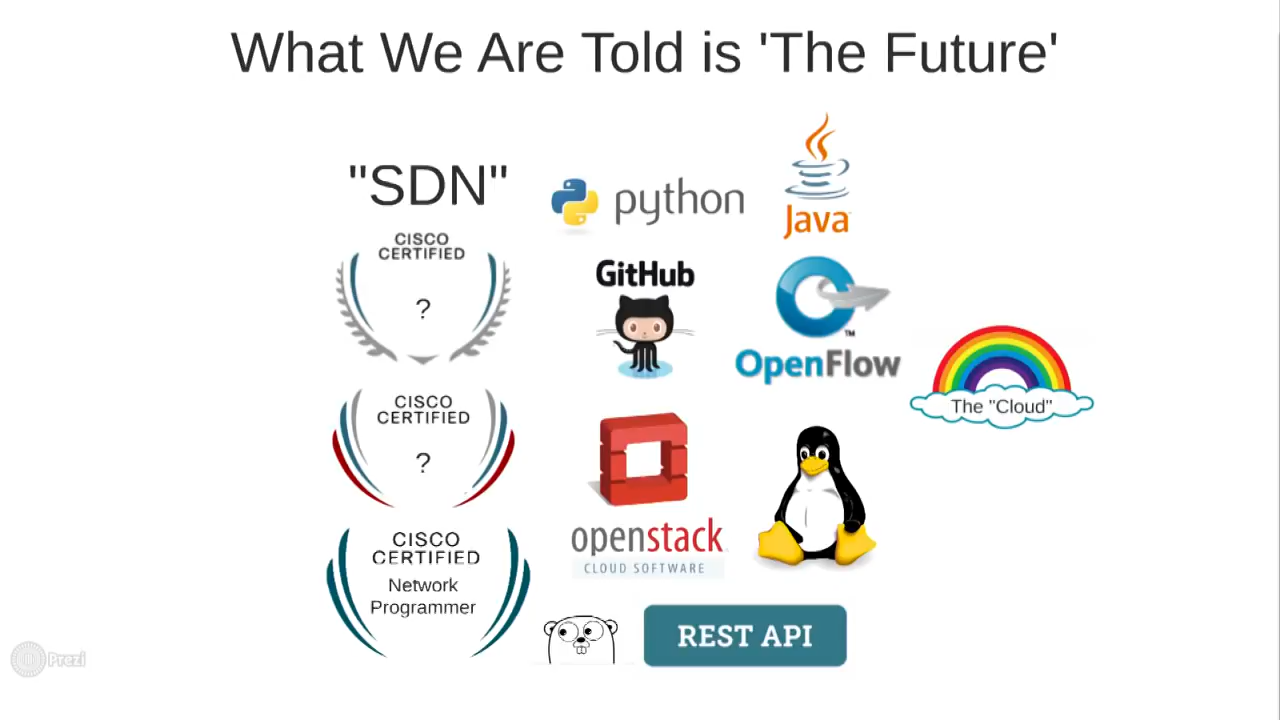 What We Are Told is 'The Future'
"SDN"
python
Java
CISCO
CERTIFIED
?
GitHub
OpenFlow
TM
The "Cloud"
CISCO
CERTIFIED
?
openstack
CLOUD SOFTWARE
CISCO
CERTIFIED
Network
Programmer
REST API
Prezi